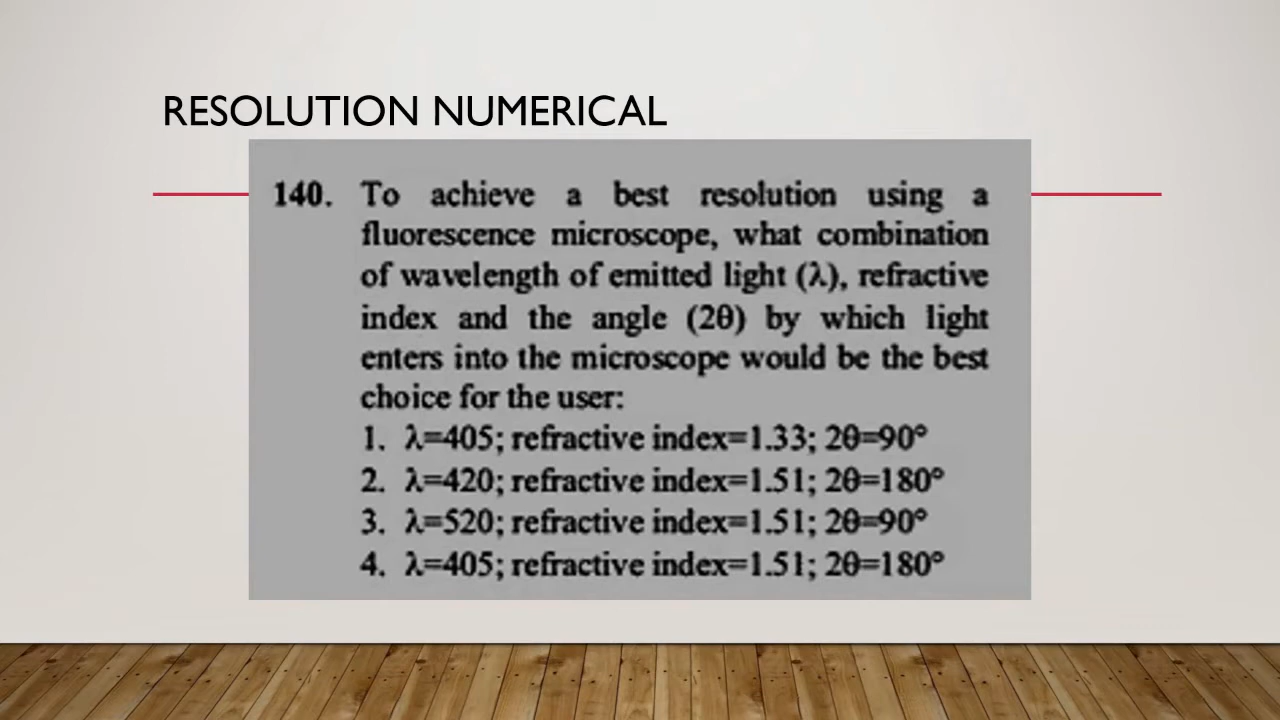 RESOLUTION NUMERICAL
140. To achieve a best resolution using a
fluorescence microscope, what combination
of wavelength of emitted light (λ), refractive
index and the angle (2θ) by which light
enters into the microscope would be the best
choice for the user:
1. λ=405; refractive index=1.33; 2θ=90°
2. λ=420; refractive index=1.51; 2θ=180°
3. λ=520; refractive index=1.51; 2θ=90°
4. λ=405; refractive index=1.51; 2θ=180°